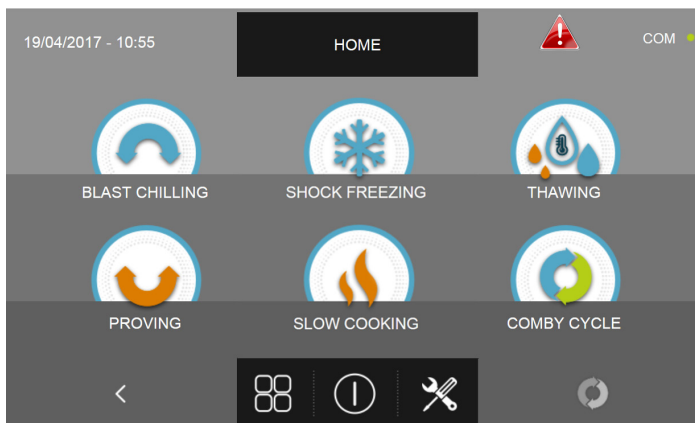 19/04/2017 - 10:55
HOME
COM
BLAST CHILLING
SHOCK FREEZING
THAWING
PROVING
SLOW COOKING
COMBY CYCLE